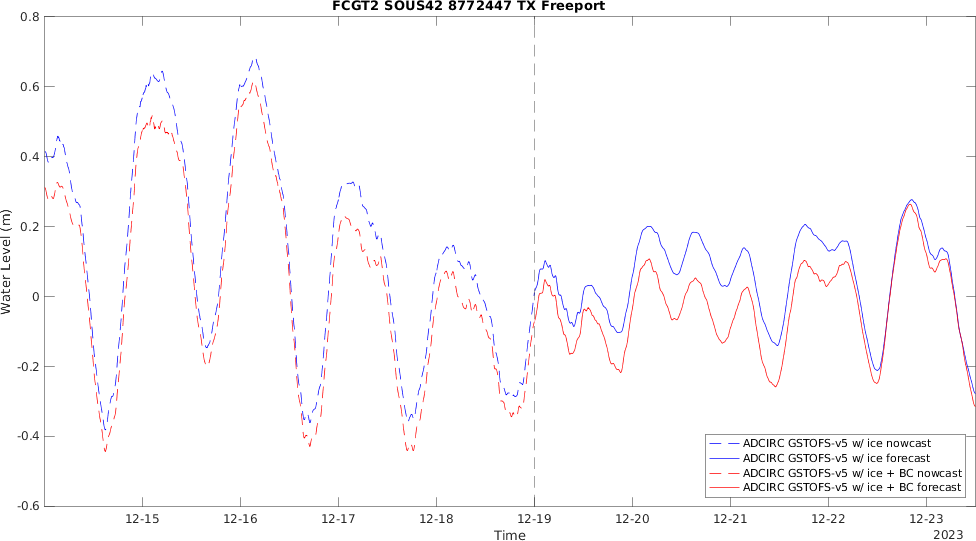 FCGT2 SOUS42 8772447 TX Freeport
0.8
0.6
0.4
0.2
0
-0.2
-0.4
-0.6
Water Level (m)
12-15
12-16
12-17
12-18
12-19
12-20
12-21
12-22
12-23
Time
2023
ADCIRC GSTOFS-v5 w/ ice nowcast
ADCIRC GSTOFS-v5 w/ ice forecast
ADCIRC GSTOFS-v5 w/ ice + BC nowcast
ADCIRC GSTOFS-v5 w/ ice + BC forecast